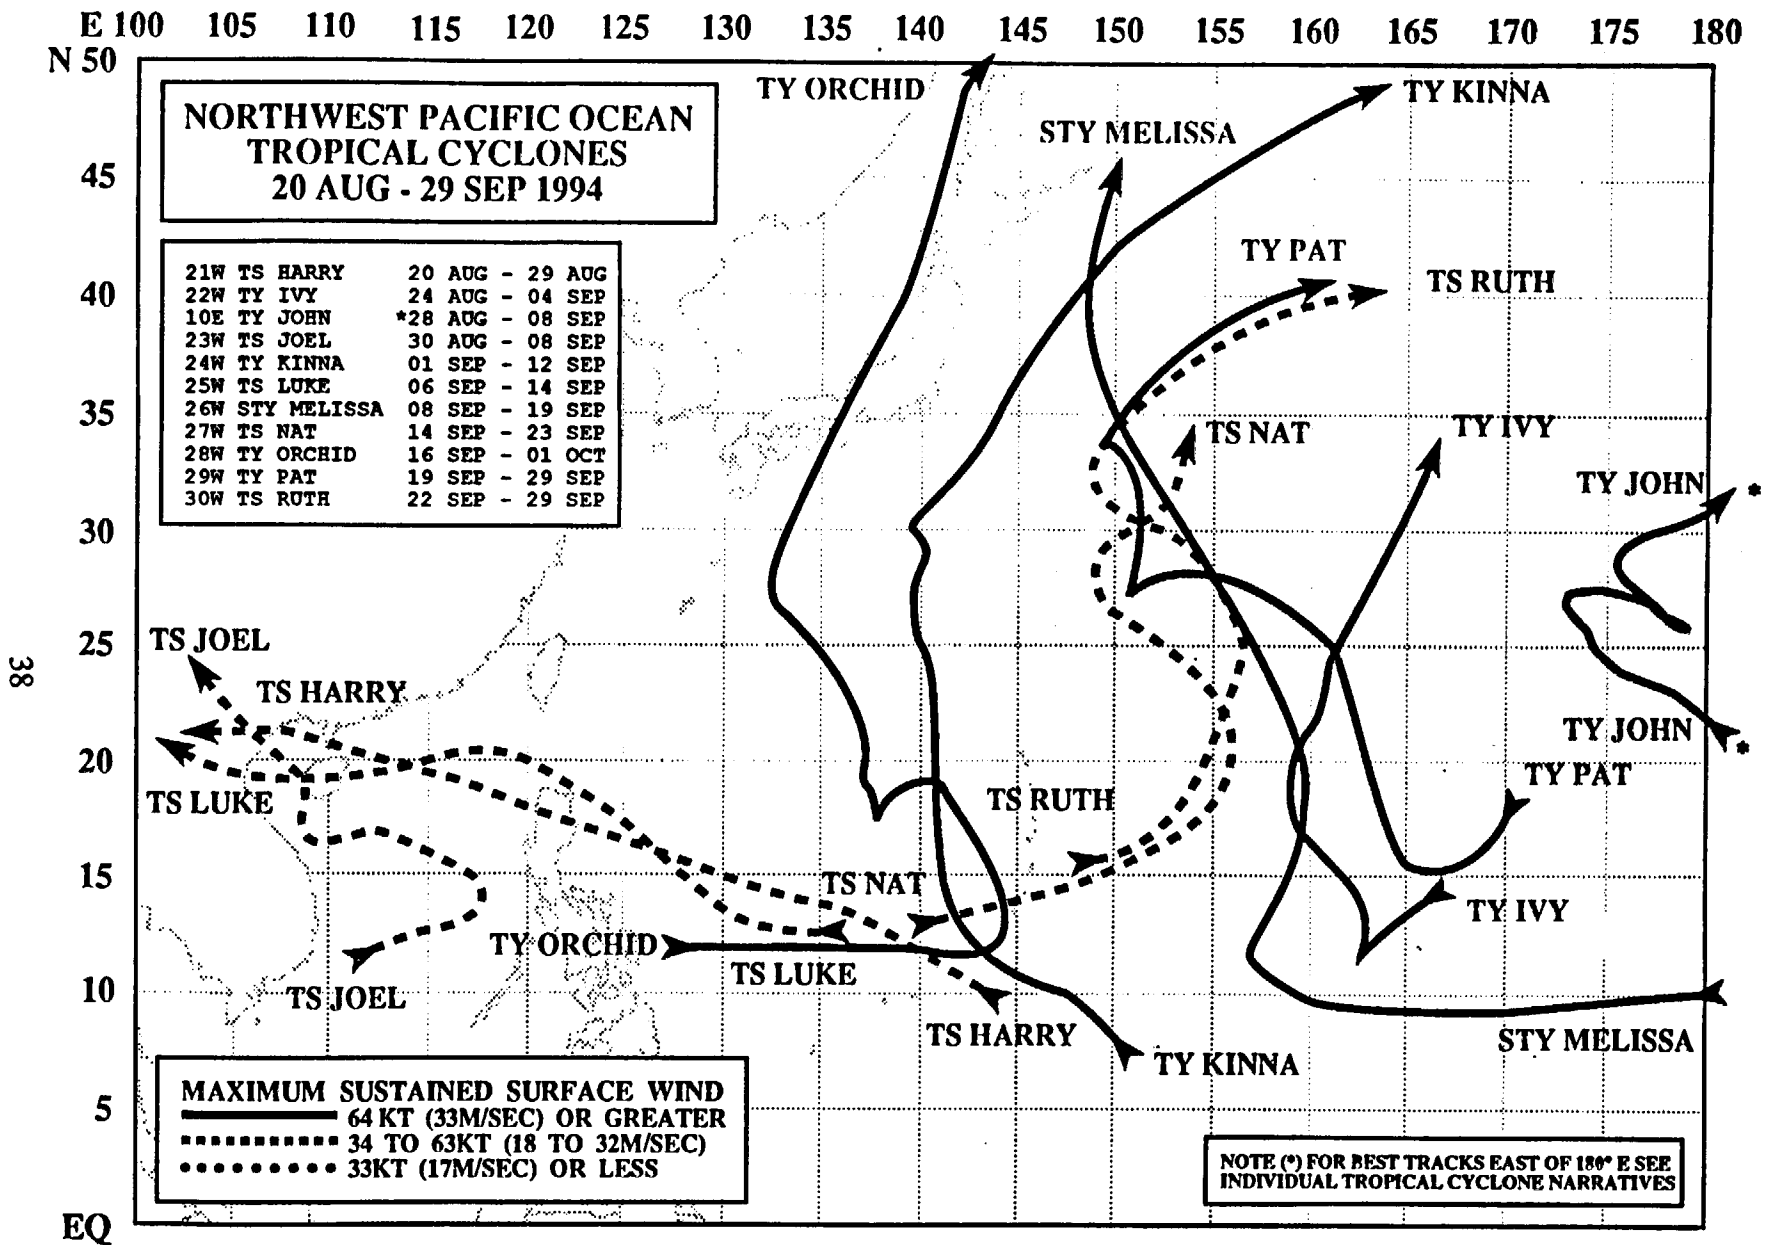 E 100 105 110 115 120 125 130 135 140 145 150 155 160 165 170 175 180
N 50
45
40
35
30
25
20
15
10
5
EQ
NORTHWEST PACIFIC OCEAN
TROPICAL CYCLONES
20 AUG - 29 SEP 1994
21W TS HARRY 20 AUG - 29 AUG
22W TY IVY 24 AUG - 04 SEP
10E TY JOHN *28 AUG - 08 SEP
23W TS JOEL 30 AUG - 08 SEP
24W TY KINNA 01 SEP - 12 SEP
25W TS LUKE 06 SEP - 14 SEP
26W STY MELISSA 08 SEP - 19 SEP
27W TS NAT 14 SEP - 23 SEP
28W TY ORCHID 16 SEP - 01 OCT
29W TY PAT 19 SEP - 29 SEP
30W TS RUTH 22 SEP - 29 SEP
TY ORCHID
TY KINNA
STY MELISSA
TY PAT
TS RUTH
TS NAT
TY IVY
TY JOHN *
TS JOEL
TS HARRY
TY JOHN *
TS LUKE
TS RUTH
TY PAT
TS NAT
TY IVY
TY ORCHID
TS LUKE
TS JOEL
TS HARRY
STY MELISSA
TY KINNA
38
MAXIMUM SUSTAINED SURFACE WIND
64 KT (33M/SEC) OR GREATER
34 TO 63KT (18 TO 32M/SEC)
33KT (17M/SEC) OR LESS
NOTE (*) FOR BEST TRACKS EAST OF 180° E SEE
INDIVIDUAL TROPICAL CYCLONE NARRATIVES